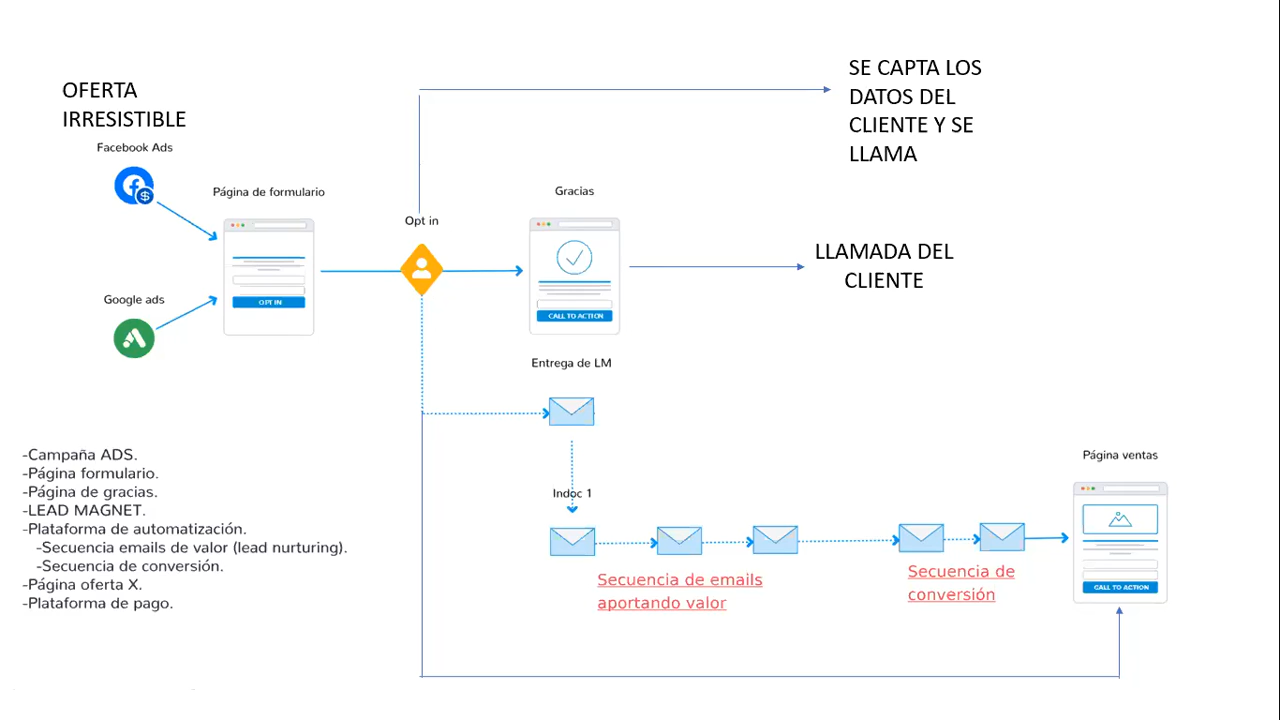 OFERTA
IRRESISTIBLE
SE CAPTA LOS
DATOS DEL
CLIENTE Y SE
LLAMA
Facebook Ads
Página de formulario
Gracias
Opt in
OPT IN
CALL TO ACTION
LLAMADA DEL
CLIENTE
Google ads
Entrega de LM
-Campaña ADS.
-Página formulario.
-Página de gracias.
-LEAD MAGNET.
-Plataforma de automatización.
-Secuencia emails de valor (lead nurturing).
-Secuencia de conversión.
-Página oferta X.
-Plataforma de pago.
Indoc 1
Secuencia de emails
aportando valor
Secuencia de
conversión
Página ventas
CALL TO ACTION